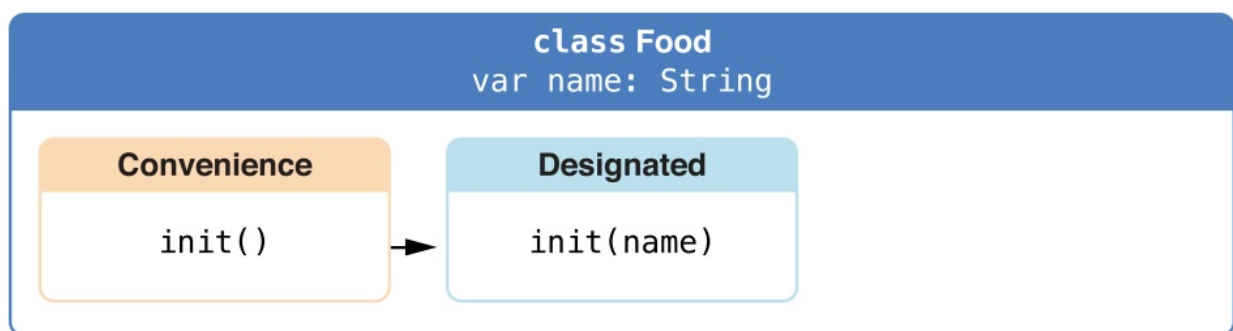 class Food
var name: String
Convenience
Designated
init()
init(name)